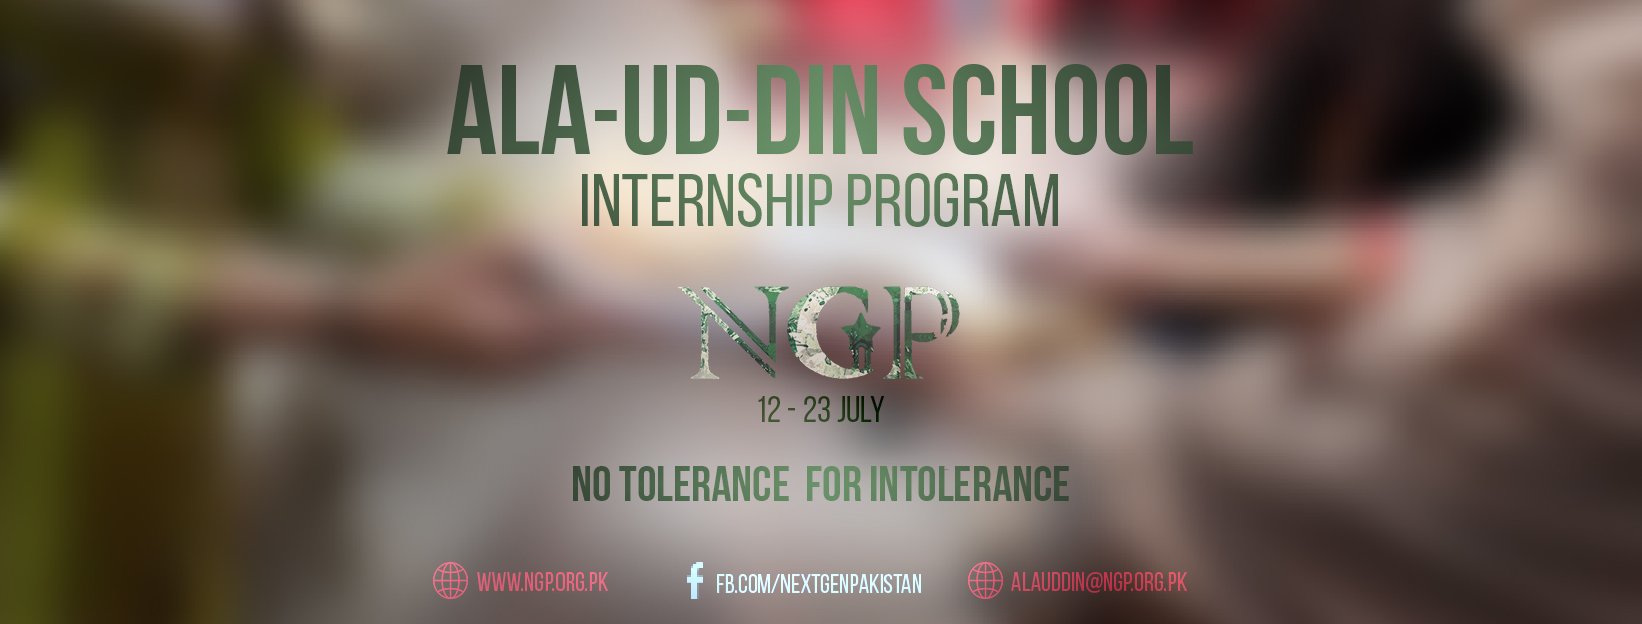 ALA-UD-DIN SCHOOL
INTERNSHIP PROGRAM
NGP
12 - 23 JULY
NO TOLERANCE FOR INTOLERANCE
WWW.NGP.ORG.PK
FB.COM/NEXTGENPAKISTAN
ALAUDDIN@NGP.ORG.PK